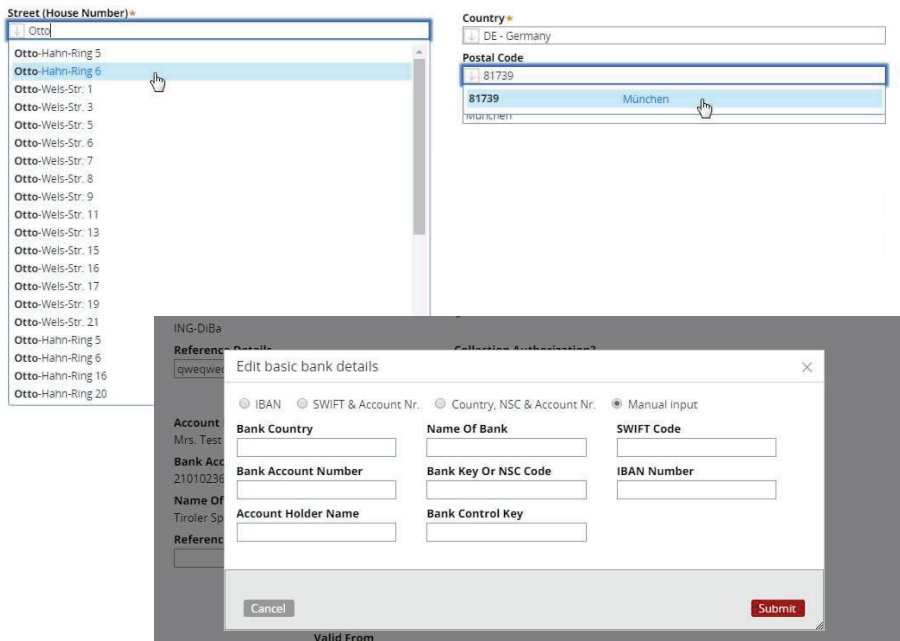 Street (House Number)*
Otto
Otto-Hahn-Ring 5
Otto-Hahn-Ring 6
Otto-Wels-Str. 1
Otto-Wels-Str. 3
Otto-Wels-Str. 5
Otto-Wels-Str. 6
Otto-Wels-Str. 7
Otto-Wels-Str. 8
Otto-Wels-Str. 9
Otto-Wels-Str. 11
Otto-Wels-Str. 13
Otto-Wels-Str. 15
Otto-Wels-Str. 16
Otto-Wels-Str. 17
Otto-Wels-Str. 19
Otto-Wels-Str. 21
Otto-Hahn-Ring 5
Otto-Hahn-Ring 6
Otto-Hahn-Ring 16
Otto-Hahn-Ring 20
Country*
DE - Germany
Postal Code
81739
81739 München
München
ING-DiBa
Reference Details Collection Authorization?
qweqwe
Account
Mrs. Test
Bank Acc
21010236
Name Of
Tiroler Sp
Referenc
Edit basic bank details
IBAN SWIFT & Account Nr. Country, NSC & Account Nr. Manual input
Bank Country Name Of Bank SWIFT Code
Bank Account Number Bank Key Or NSC Code IBAN Number
Account Holder Name Bank Control Key
Cancel Submit
Valid From